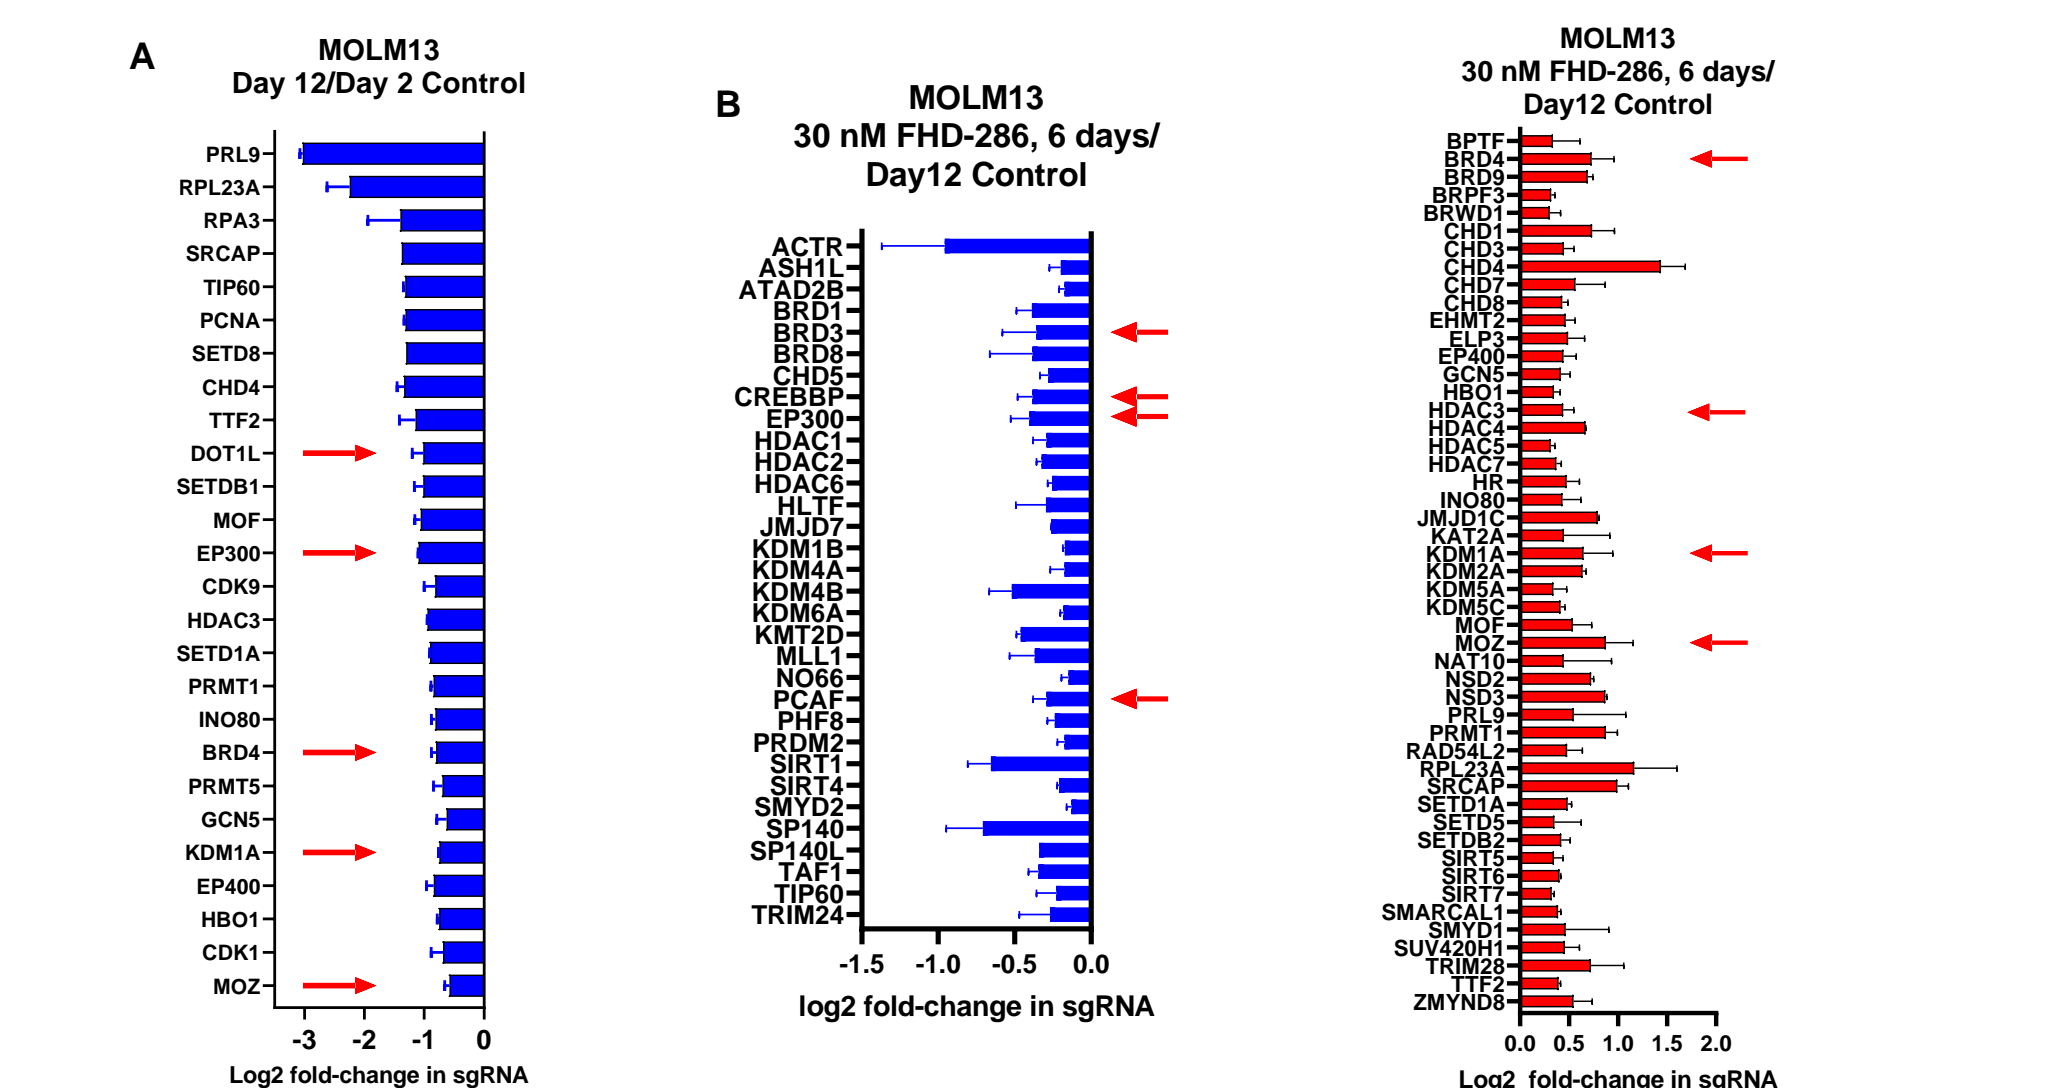 A
MOLM13
Day 12/Day 2 Control
PRL9
RPL23A
RPA3
SRCAP
TIP60
PCNA
SETD8
CHD4
TTF2
DOT1L
SETDB1
MOF
EP300
CDK9
HDAC3
SETD1A
PRMT1
INO80
BRD4
PRMT5
GCN5
KDM1A
EP400
HBO1
CDK1
MOZ
-3 -2 -1 0
Log2 fold-change in sgRNA
B
MOLM13
30 nM FHD-286, 6 days/
Day12 Control
ACTR
ASH1L
ATAD2B
BRD1
BRD3
BRD8
CHD5
CREBBP
EP300
HDAC1
HDAC2
HDAC6
HLTF
JMJD7
KDM1B
KDM4A
KDM4B
KDM6A
KMT2D
MLL1
NO66
PCAF
PHF8
PRDM2
SIRT1
SIRT4
SMYD2
SP140
SP140L
TAF1
TIP60
TRIM24
-1.5 -1.0 -0.5 0.0
log2 fold-change in sgRNA
MOLM13
30 nM FHD-286, 6 days/
Day12 Control
BPTF
BRD4
BRD9
BRPF3
BRWD1
CHD1
CHD3
CHD4
CHD7
CHD8
EHMT2
ELP3
EP400
GCN5
HBO1
HDAC3
HDAC4
HDAC5
HDAC7
HR
INO80
JMJD1C
KAT2A
KDM1A
KDM2A
KDM5A
KDM5C
MOF
MOZ
NAT10
NSD2
NSD3
PRL9
PRMT1
RAD54L2
RPL23A
SRCAP
SETD1A
SETD5
SETDB2
SIRT5
SIRT6
SIRT7
SMARCAL1
SMYD1
SUV420H1
TRIM28
TTF2
ZMYND8
0.0 0.5 1.0 1.5 2.0
Log2 fold-change in sgRNA